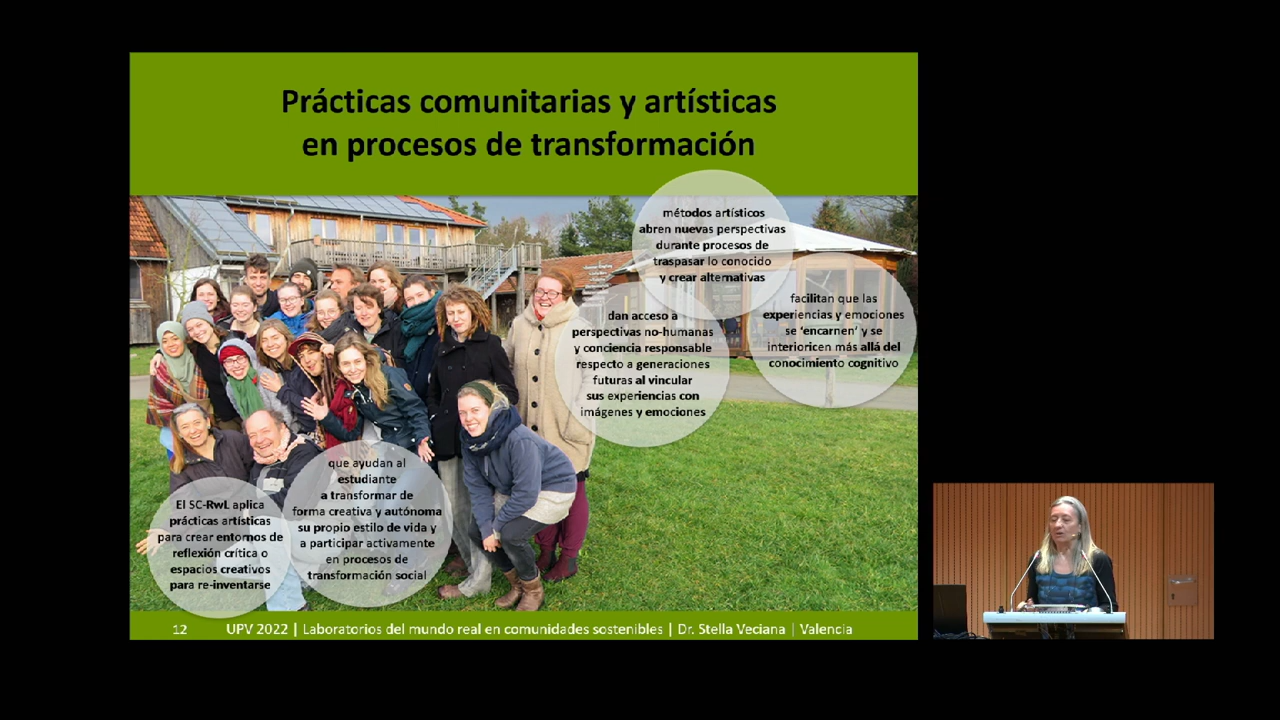 Prácticas comunitarias y artísticas
en procesos de transformación
métodos artísticos
abren nuevas perspectivas
durante procesos de
traspasar lo conocido
y crear alternativas
facilitan que las
experiencias y emociones
se ‘encarnen’ y se
interioricen más allá del
conocimiento cognitivo
dan acceso a
perspectivas no-humanas
y conciencia responsable
respecto a generaciones
futuras al vincular
sus experiencias con
imágenes y emociones
que ayudan al
estudiante
a transformar de
forma creativa y autónoma
su propio estilo de vida y
a participar activamente
en procesos de
transformación social
El SC-RwL aplica
prácticas artísticas
para crear entornos de
reflexión crítica o
espacios creativos
para re-inventarse
12 UPV 2022 | Laboratorios del mundo real en comunidades sostenibles | Dr. Stella Veciana | Valencia